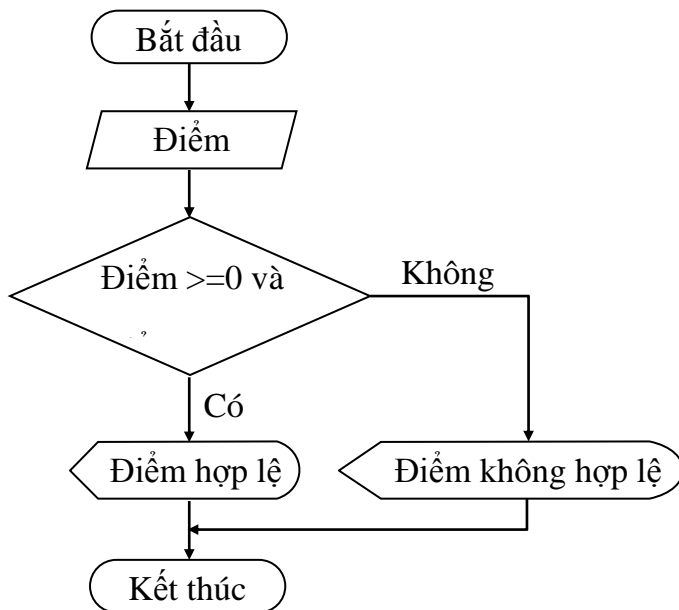 Bắt đầu
Điểm
Điểm >=0 và
Không
Có
Điểm hợp lệ
Điểm không hợp lệ
Kết thúc